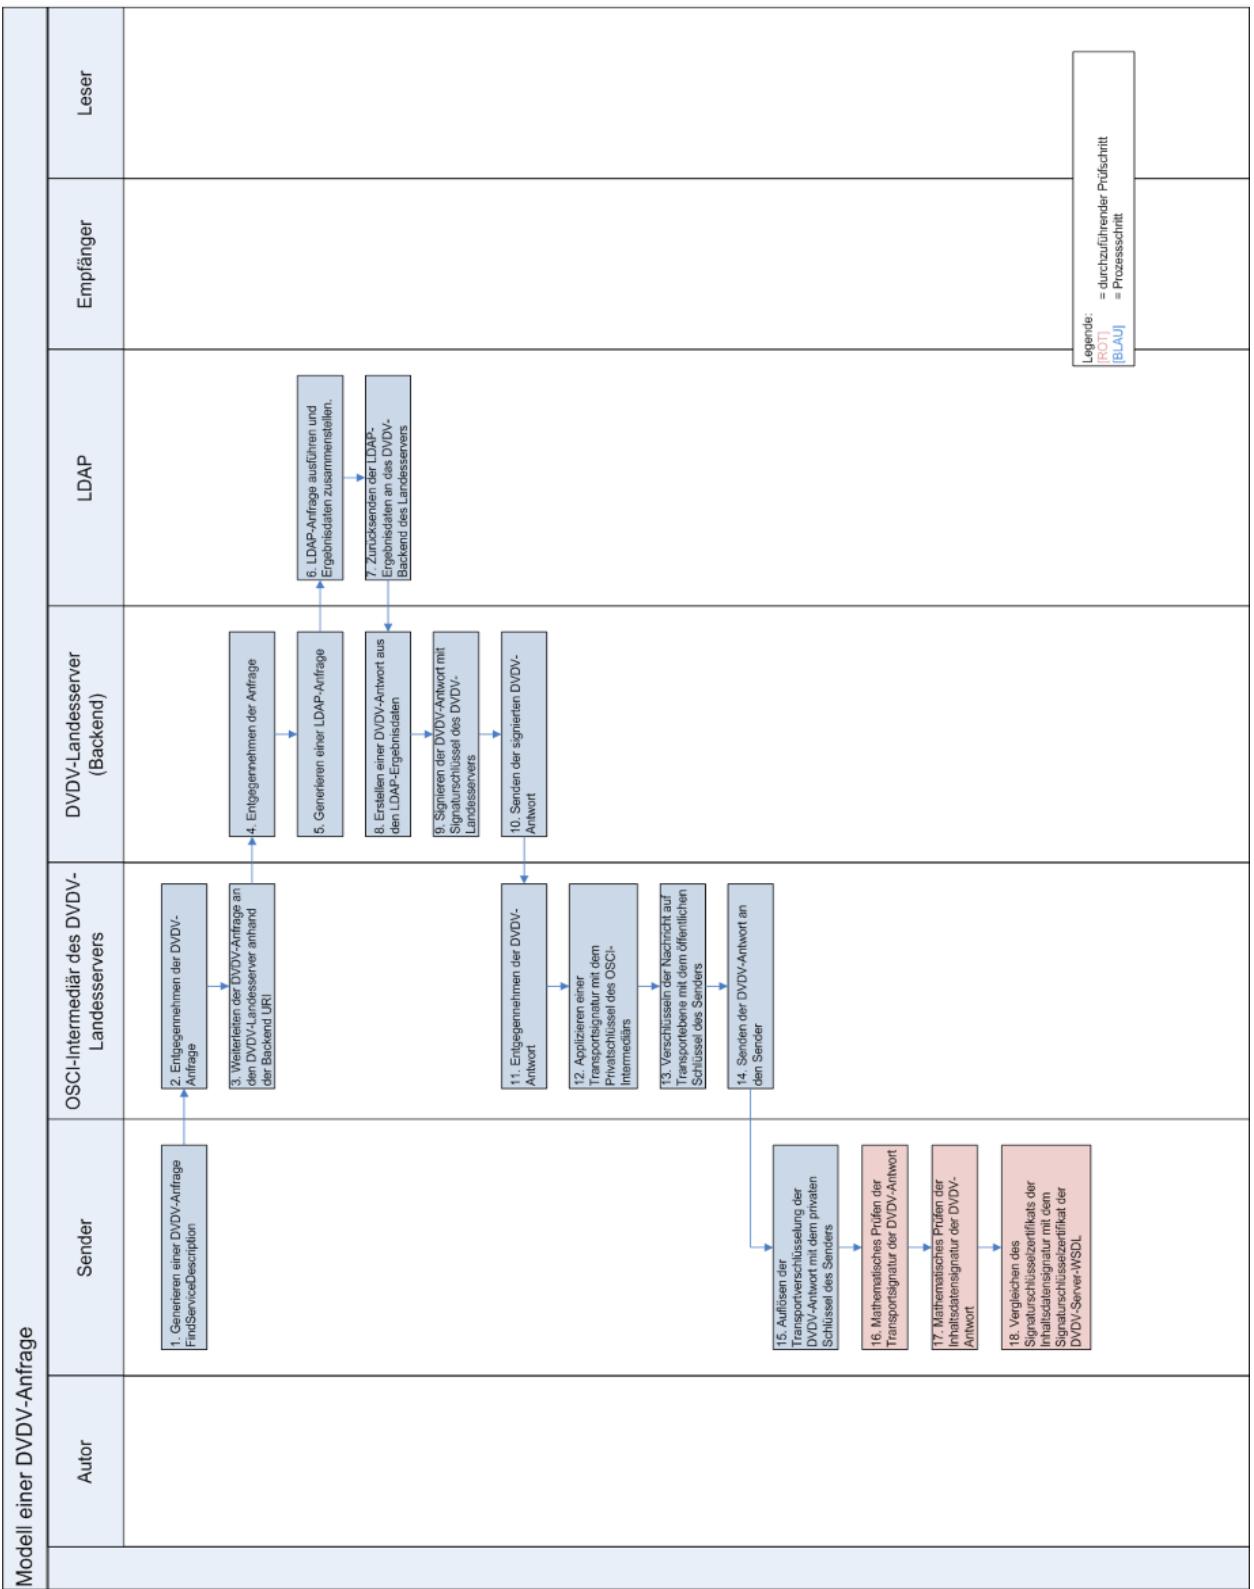 Modell einer DVDV-Anfrage
Autor
Sender
OSCI-Intermediär des DVDV-
Landesservers
DVDV-Landesserver
(Backend)
LDAP
Empfänger
Leser
1. Generieren einer DVDV-Anfrage
FindServiceDescription
2. Entgegennehmen der DVDV-
Anfrage
3. Weiterleiten der DVDV-Anfrage an
den DVDV-Landesserver anhand
der Backend URI
4. Entgegennehmen der Anfrage
5. Generieren einer LDAP-Anfrage
6. LDAP-Anfrage ausführen und
Ergebnisdaten zusammenstellen.
7. Zurücksenden der LDAP-
Ergebnisdaten an das DVDV-
Backend des Landesservers
8. Erstellen einer DVDV-Antwort aus
den LDAP-Ergebnisdaten
9. Signieren der DVDV-Antwort mit
Signaturschlüssel des DVDV-
Landesservers
10. Senden der signierten DVDV-
Antwort
11. Entgegennehmen der DVDV-
Antwort
12. Applizieren einer
Transportsignatur mit dem
Privatschlüssel des OSCI-
Intermediärs
13. Verschlüsseln der Nachricht auf
Transportebene mit dem öffentlichen
Schlüssel des Senders
14. Senden der DVDV-Antwort an
den Sender
15. Auflösen der
Transportverschlüsselung der
DVDV-Antwort mit dem privaten
Schlüssel des Senders
16. Mathematisches Prüfen der
Transportsignatur der DVDV-Antwort
17. Mathematisches Prüfen der
Inhaltsdatensignatur der DVDV-
Antwort
18. Vergleichen des
Signaturschlüsselzertifikats der
Inhaltsdatensignatur mit dem
Signaturschlüsselzertifikat der
DVDV-Server-WSDL
Legende:
[ROT] = durchzuführender Prüfschritt
[BLAU] = Prozessschritt